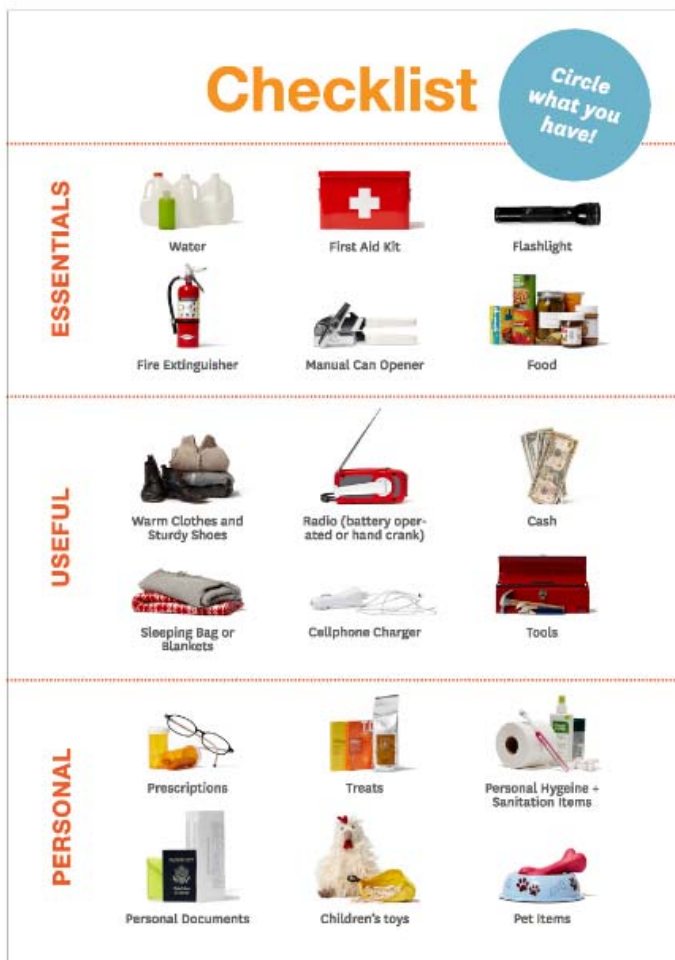 Checklist
Circle
what you
have!
ESSENTIALS
Water
First Aid Kit
Flashlight
Fire Extinguisher
Manual Can Opener
Food
USEFUL
Warm Clothes and
Sturdy Shoes
Radio (battery oper-
ated or hand crank)
Cash
Sleeping Bag or
Blankets
Cellphone Charger
Tools
PERSONAL
Prescriptions
Treats
Personal Hygeine +
Sanitation Items
Personal Documents
Children's toys
Pet Items